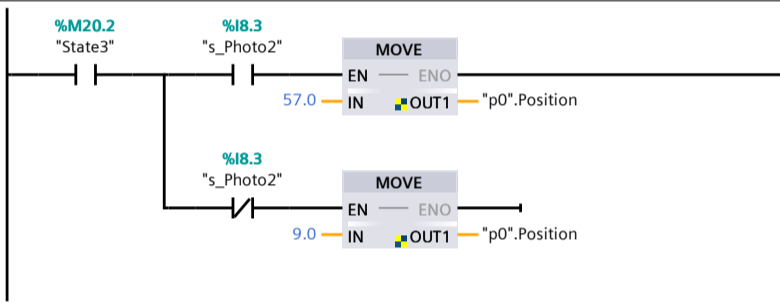 %M20.2 %I8.3
"State3" "s_Photo2" MOVE
EN ENO
57.0 IN OUT1 "p0".Position
%I8.3
"s_Photo2" MOVE
EN ENO
9.0 IN OUT1 "p0".Position